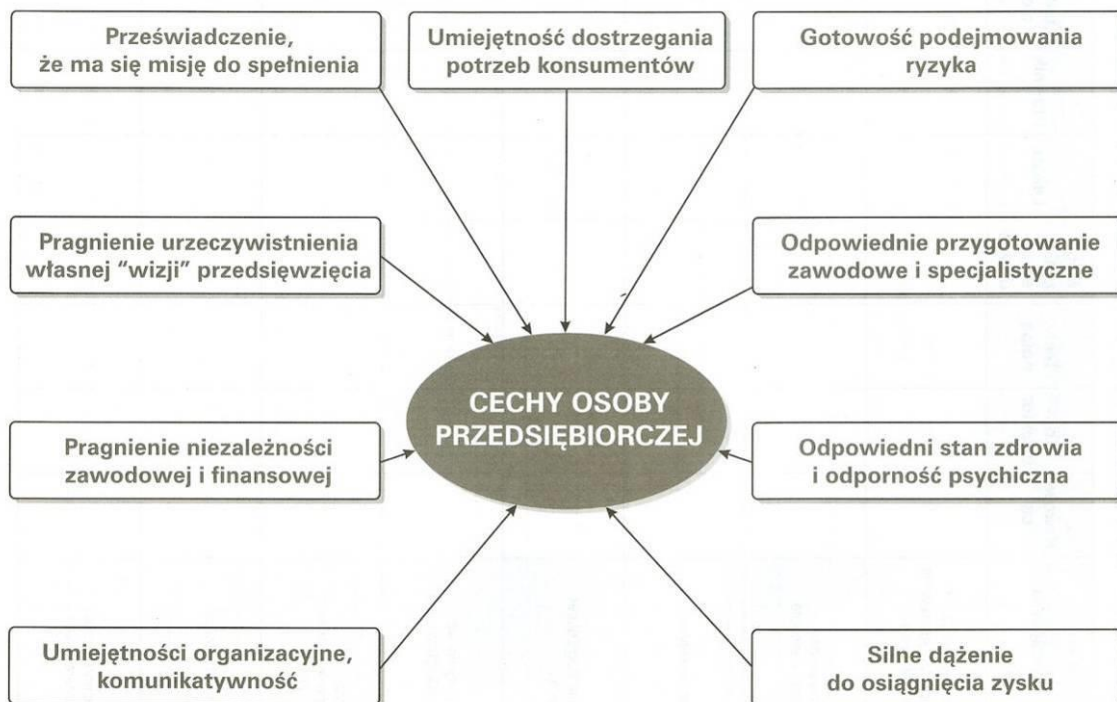 Przeświadczenie,
że ma się misję do spełnienia
Umiejętność dostrzegania
potrzeb konsumentów
Gotowość podejmowania
ryzyka
Pragnienie urzeczywistnienia
własnej "wizji" przedsięwzięcia
Odpowiednie przygotowanie
zawodowe i specjalistyczne
CECHY OSOBY
PRZEDSIĘBIORCZEJ
Pragnienie niezależności
zawodowej i finansowej
Odpowiedni stan zdrowia
i odporność psychiczna
Umiejętności organizacyjne,
komunikatywność
Silne dążenie
do osiągnięcia zysku